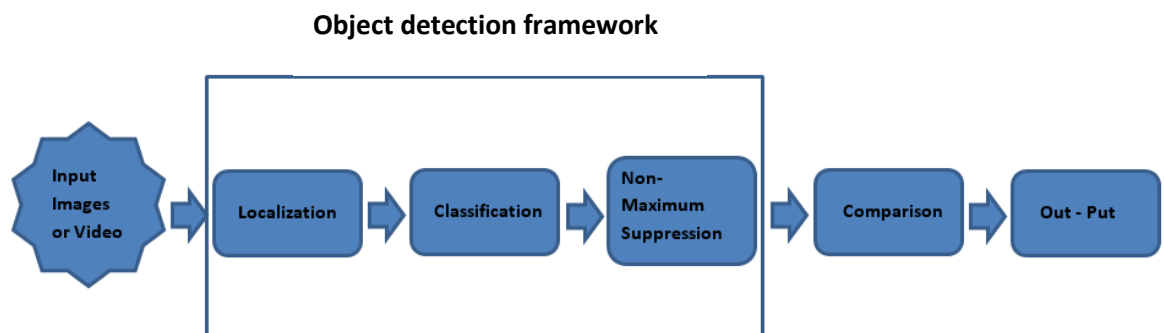 Object detection framework
Input
Images
or Video
Localization
Classification
Non-
Maximum
Suppression
Comparison
Out - Put